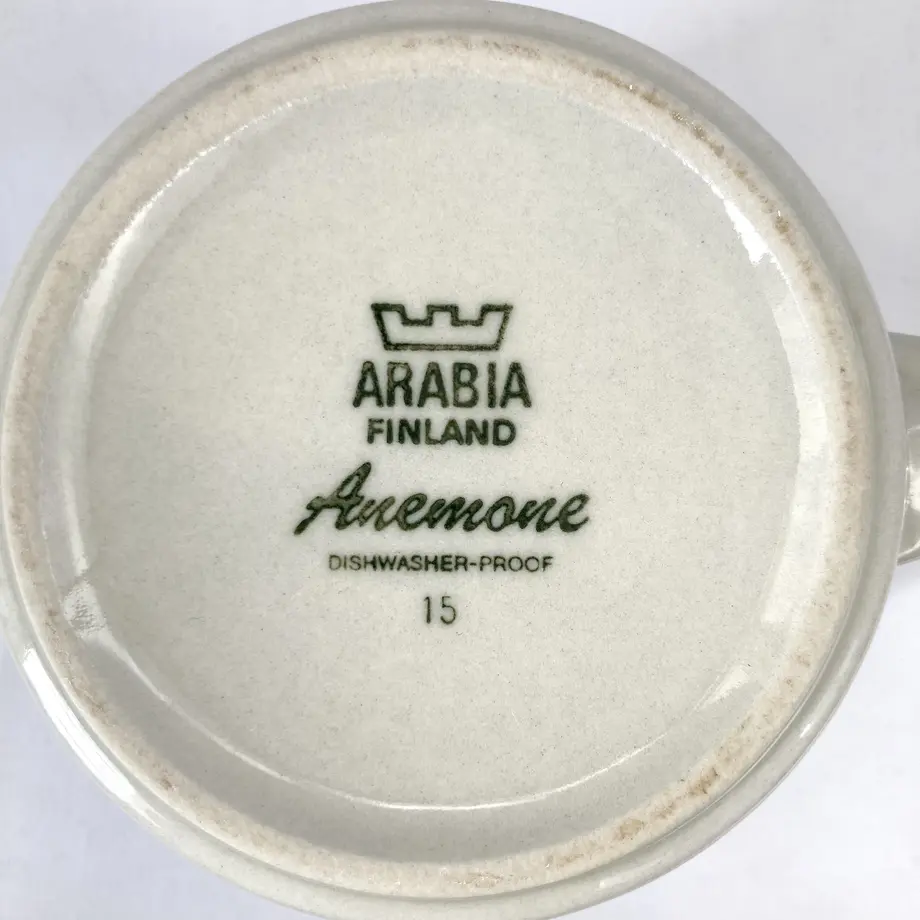 ARABIA
FINLAND
Anemone
DISHWASHER-PROOF
15